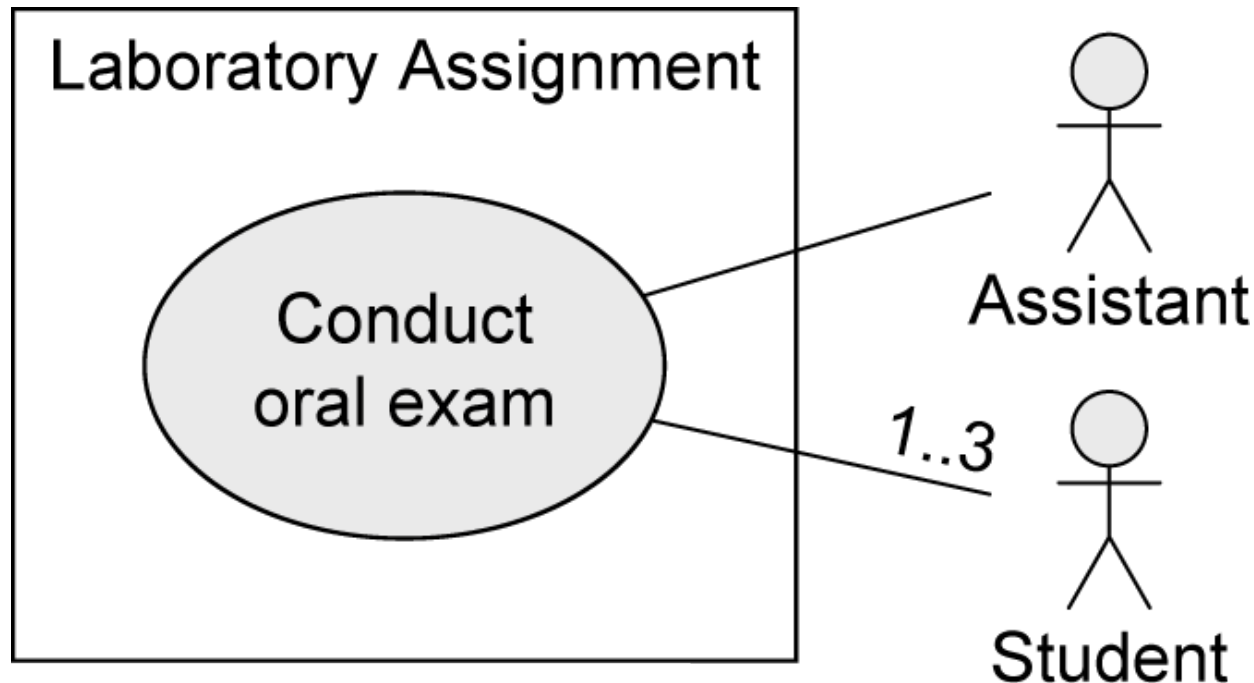 Laboratory Assignment
Conduct
oral exam
Assistant
1..3
Student